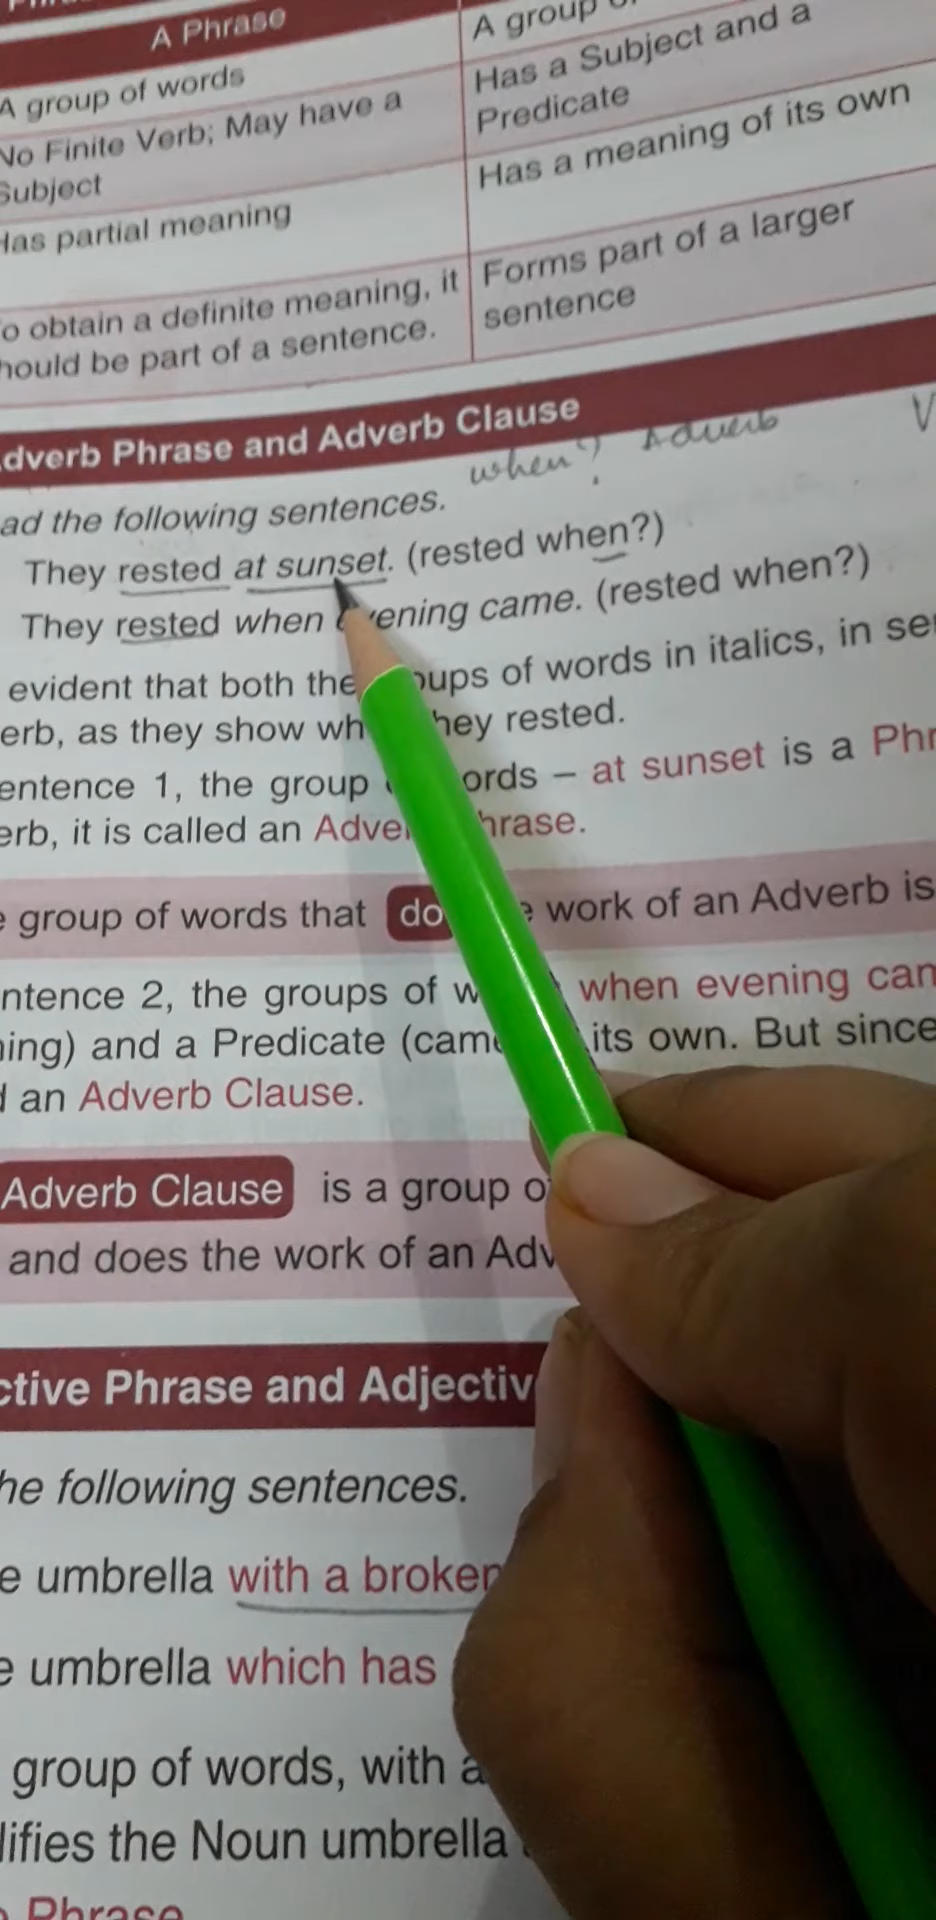 A Phrase
A group
A group of words
Has a Subject and a
Predicate
No Finite Verb; May have a
Subject
Has a meaning of its own
Has partial meaning
Forms part of a larger
sentence
o obtain a definite meaning, it
hould be part of a sentence.
dverb Phrase and Adverb Clause
when? Adverb V
ad the following sentences.
They rested at sunset. (rested when?)
They rested when evening came. (rested when?)
evident that both the oups of words in italics, in se
erb, as they show wh hey rested.
entence 1, the group ords – at sunset is a Phr
erb, it is called an Adve hrase.
e group of words that do work of an Adverb is
ntence 2, the groups of w when evening cam
ning) and a Predicate (came its own. But since
d an Adverb Clause.
Adverb Clause is a group o
and does the work of an Adv
ctive Phrase and Adjectiv
he following sentences.
e umbrella with a broken
e umbrella which has
group of words, with a
difies the Noun umbrella
Phrase